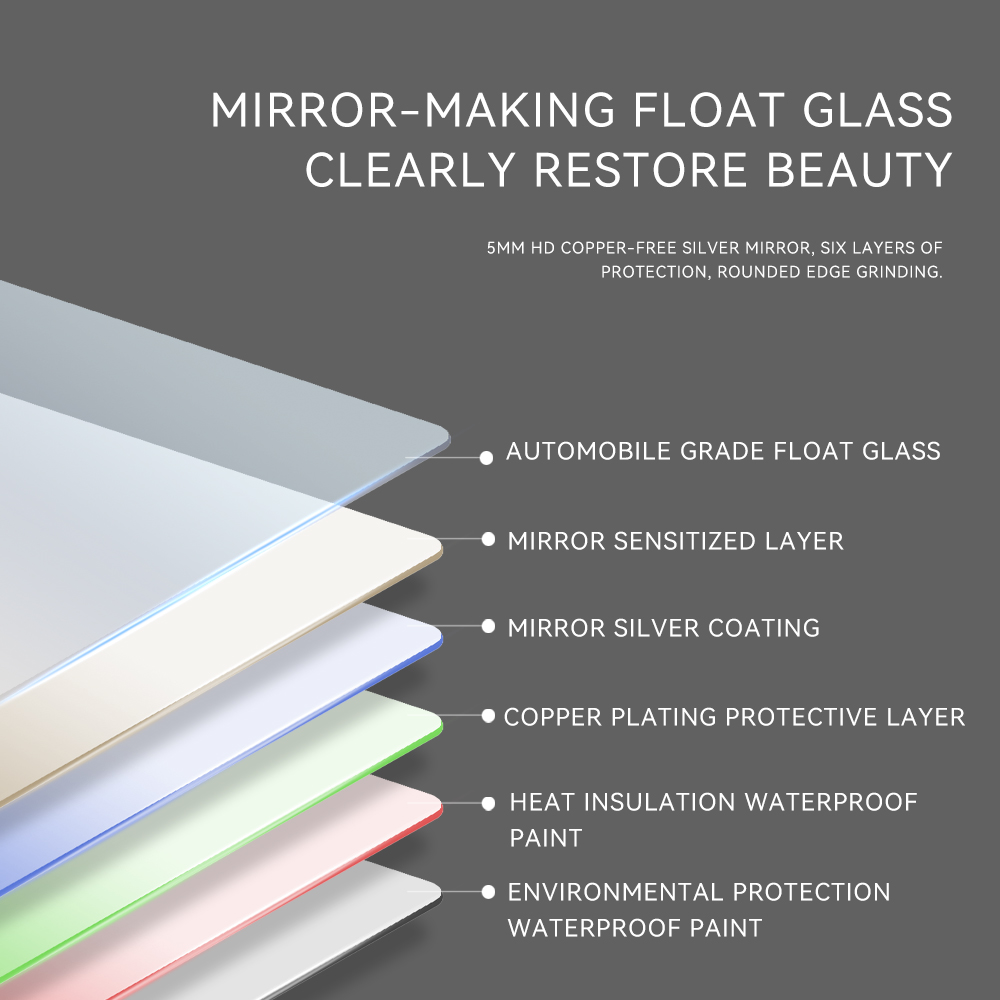 MIRROR-MAKING FLOAT GLASS
CLEARLY RESTORE BEAUTY
5MM HD COPPER-FREE SILVER MIRROR, SIX LAYERS OF
PROTECTION, ROUNDED EDGE GRINDING.
AUTOMOBILE GRADE FLOAT GLASS
MIRROR SENSITIZED LAYER
MIRROR SILVER COATING
COPPER PLATING PROTECTIVE LAYER
HEAT INSULATION WATERPROOF
PAINT
ENVIRONMENTAL PROTECTION
WATERPROOF PAINT